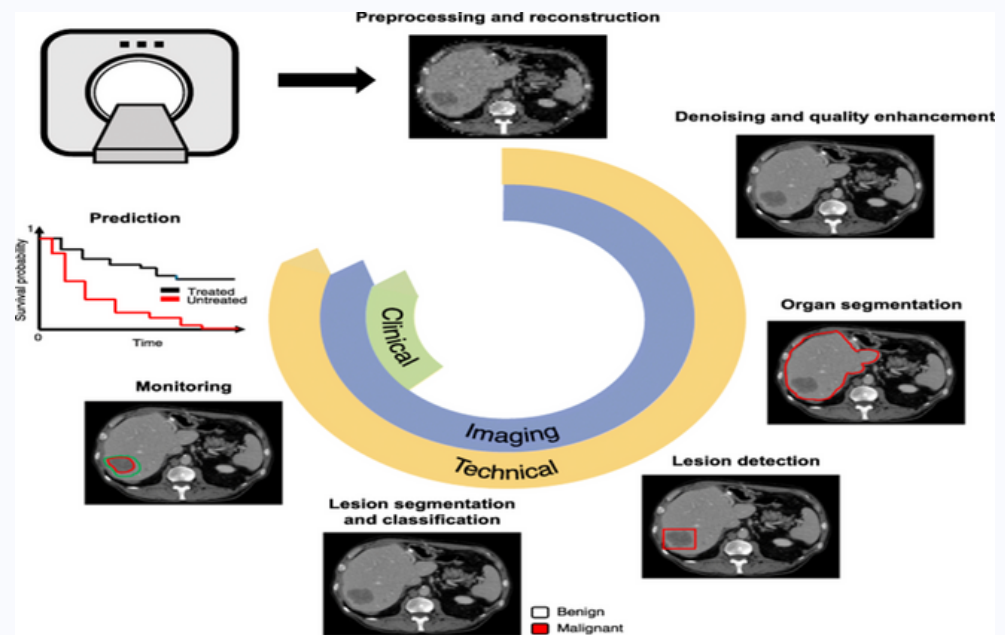 Preprocessing and reconstruction
Denoising and quality enhancement
Organ segmentation
Lesion detection
Lesion segmentation
and classification
Benign
Malignant
Monitoring
Prediction
Survival probability
1
0
Time
Treated
Untreated
Clinical
Imaging
Technical